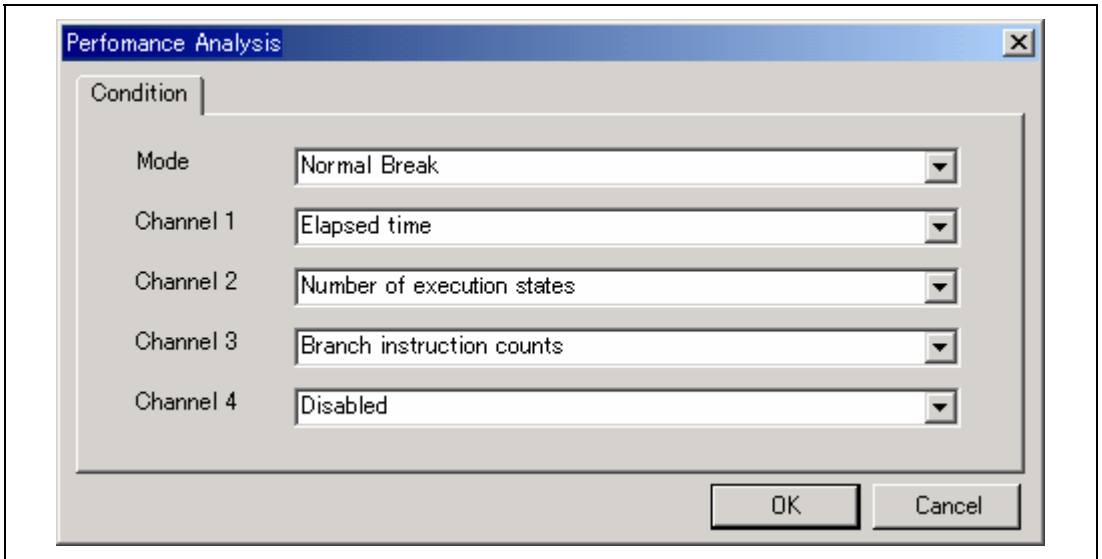 Perfomance Analysis
Condition
Mode
Normal Break
Channel 1
Elapsed time
Channel 2
Number of execution states
Channel 3
Branch instruction counts
Channel 4
Disabled
OK
Cancel